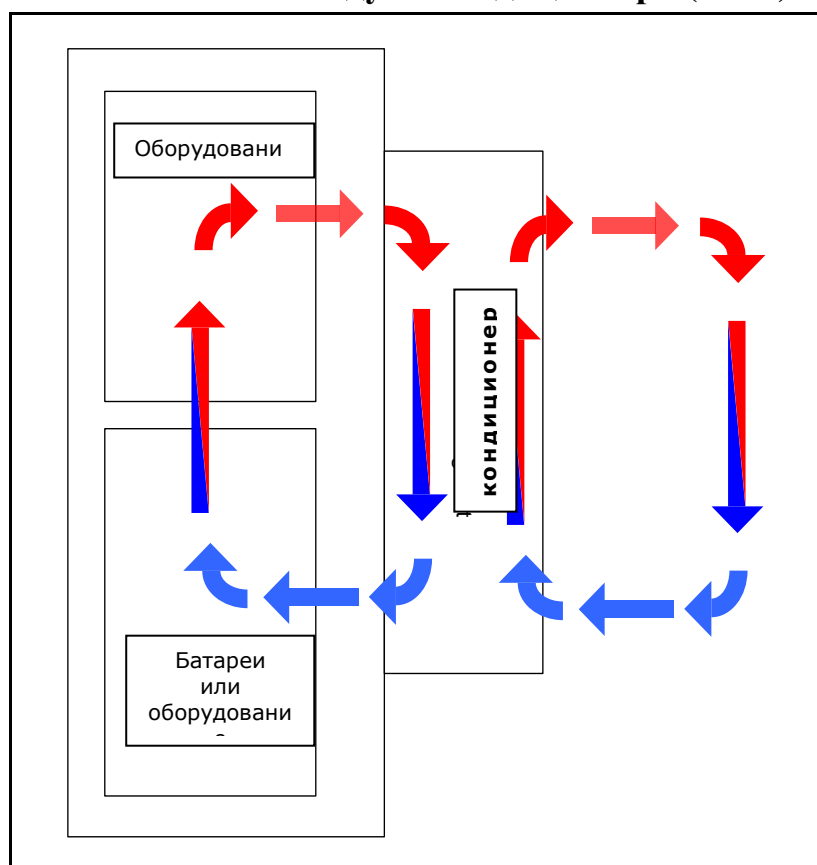 Оборудовани
кондиционер
Батареи
или
оборудовани